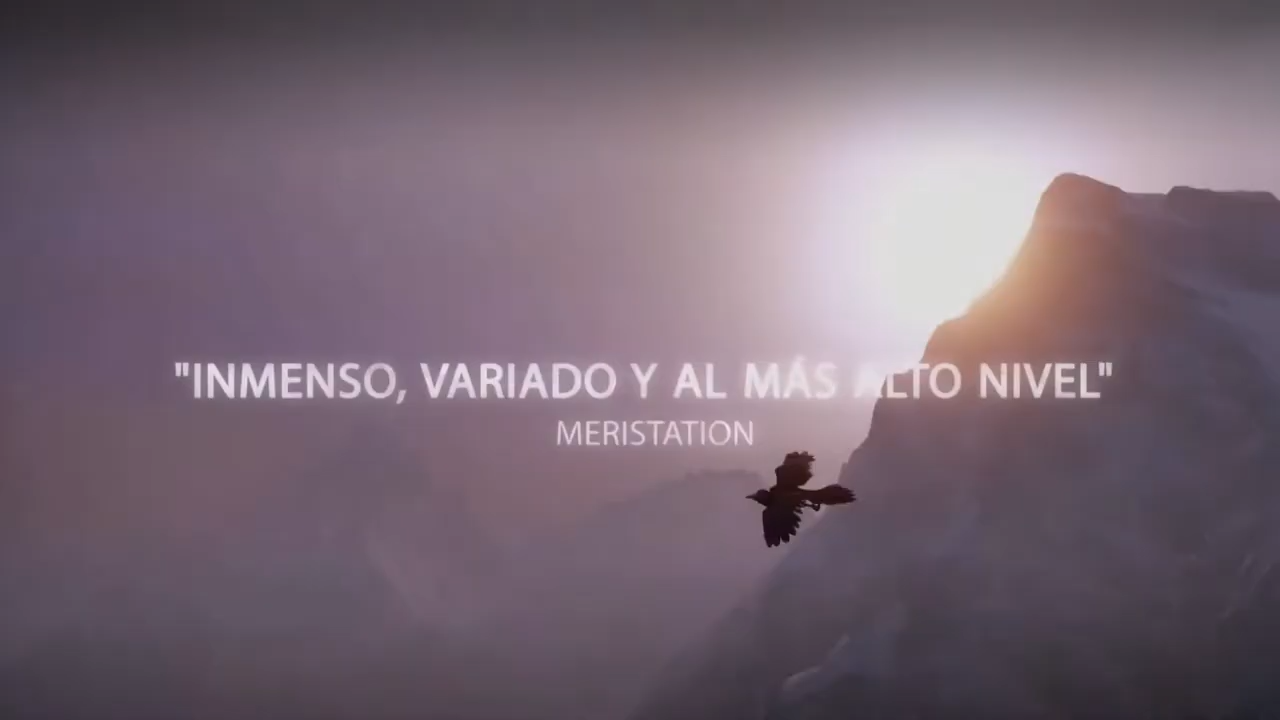 "INMENSO, VARIADO Y AL MÁS ALTO NIVEL"
MERISTATION